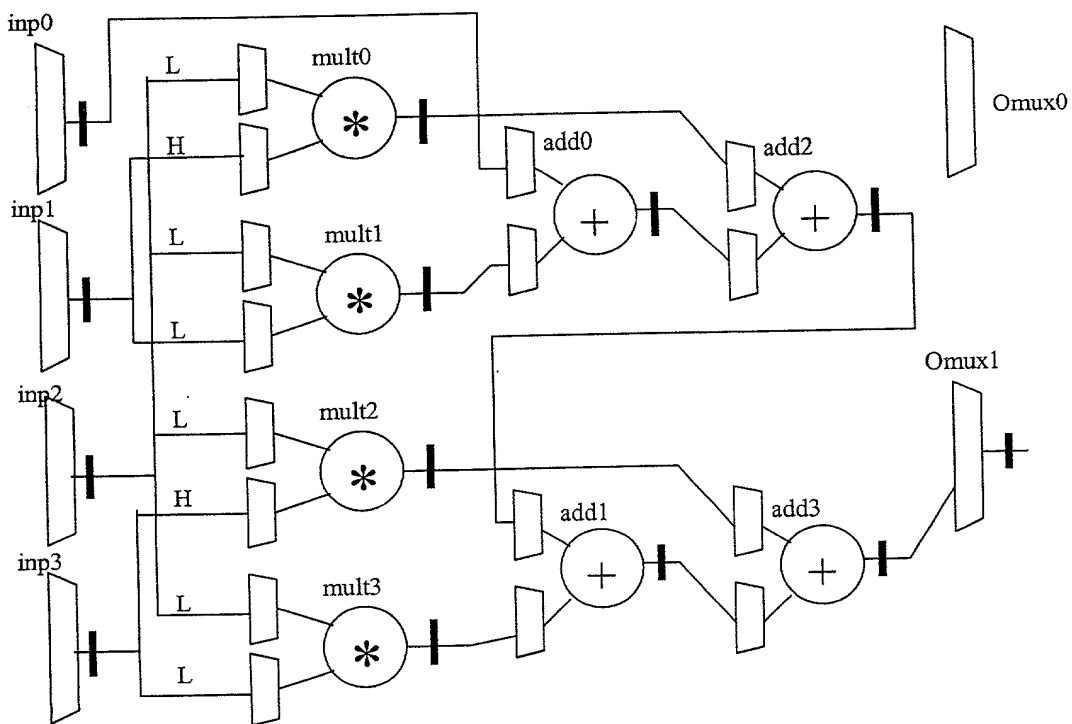 inp0
L
mult0
*
H
Omux0
add0
add2
+
+
inp1
L
mult1
*
L
Omux1
inp2
L
mult2
*
H
add1
add3
+
+
inp3
L
mult3
*
L